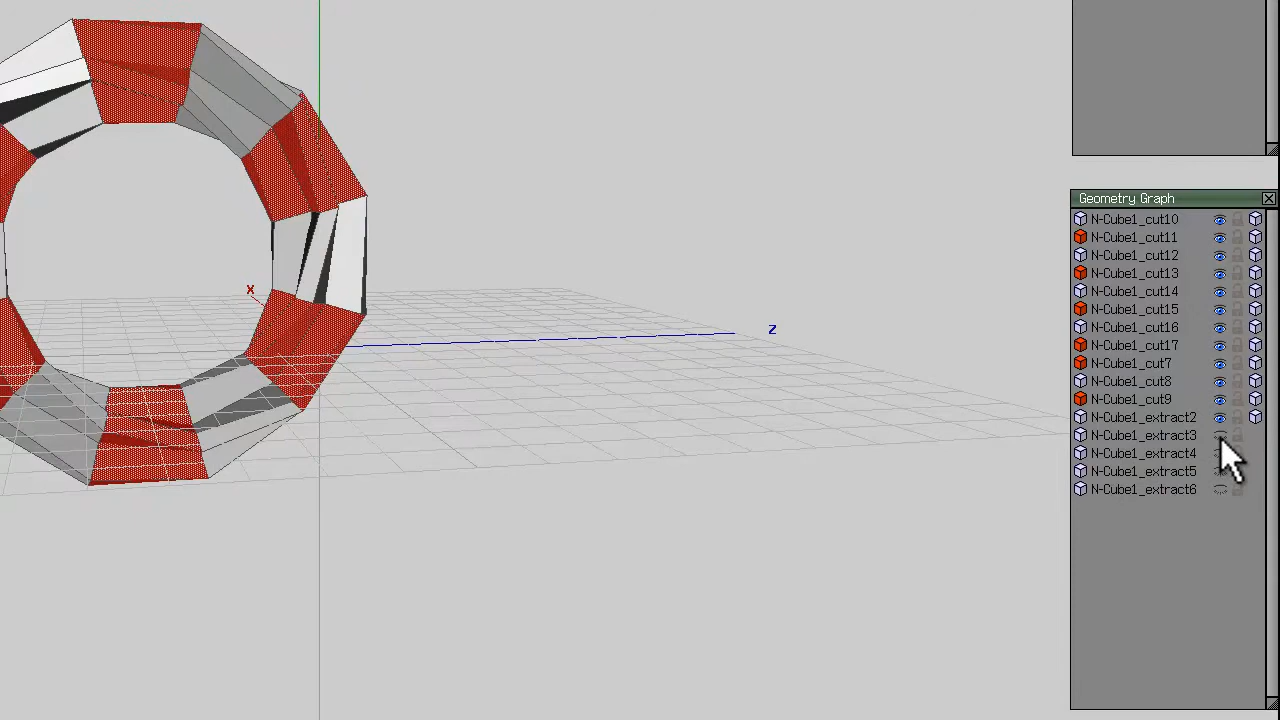 X
Z
Geometry Graph
N-Cube1_cut10
N-Cube1_cut11
N-Cube1_cut12
N-Cube1_cut13
N-Cube1_cut14
N-Cube1_cut15
N-Cube1_cut16
N-Cube1_cut17
N-Cube1_cut7
N-Cube1_cut8
N-Cube1_cut9
N-Cube1_extract2
N-Cube1_extract3
N-Cube1_extract4
N-Cube1_extract5
N-Cube1_extract6